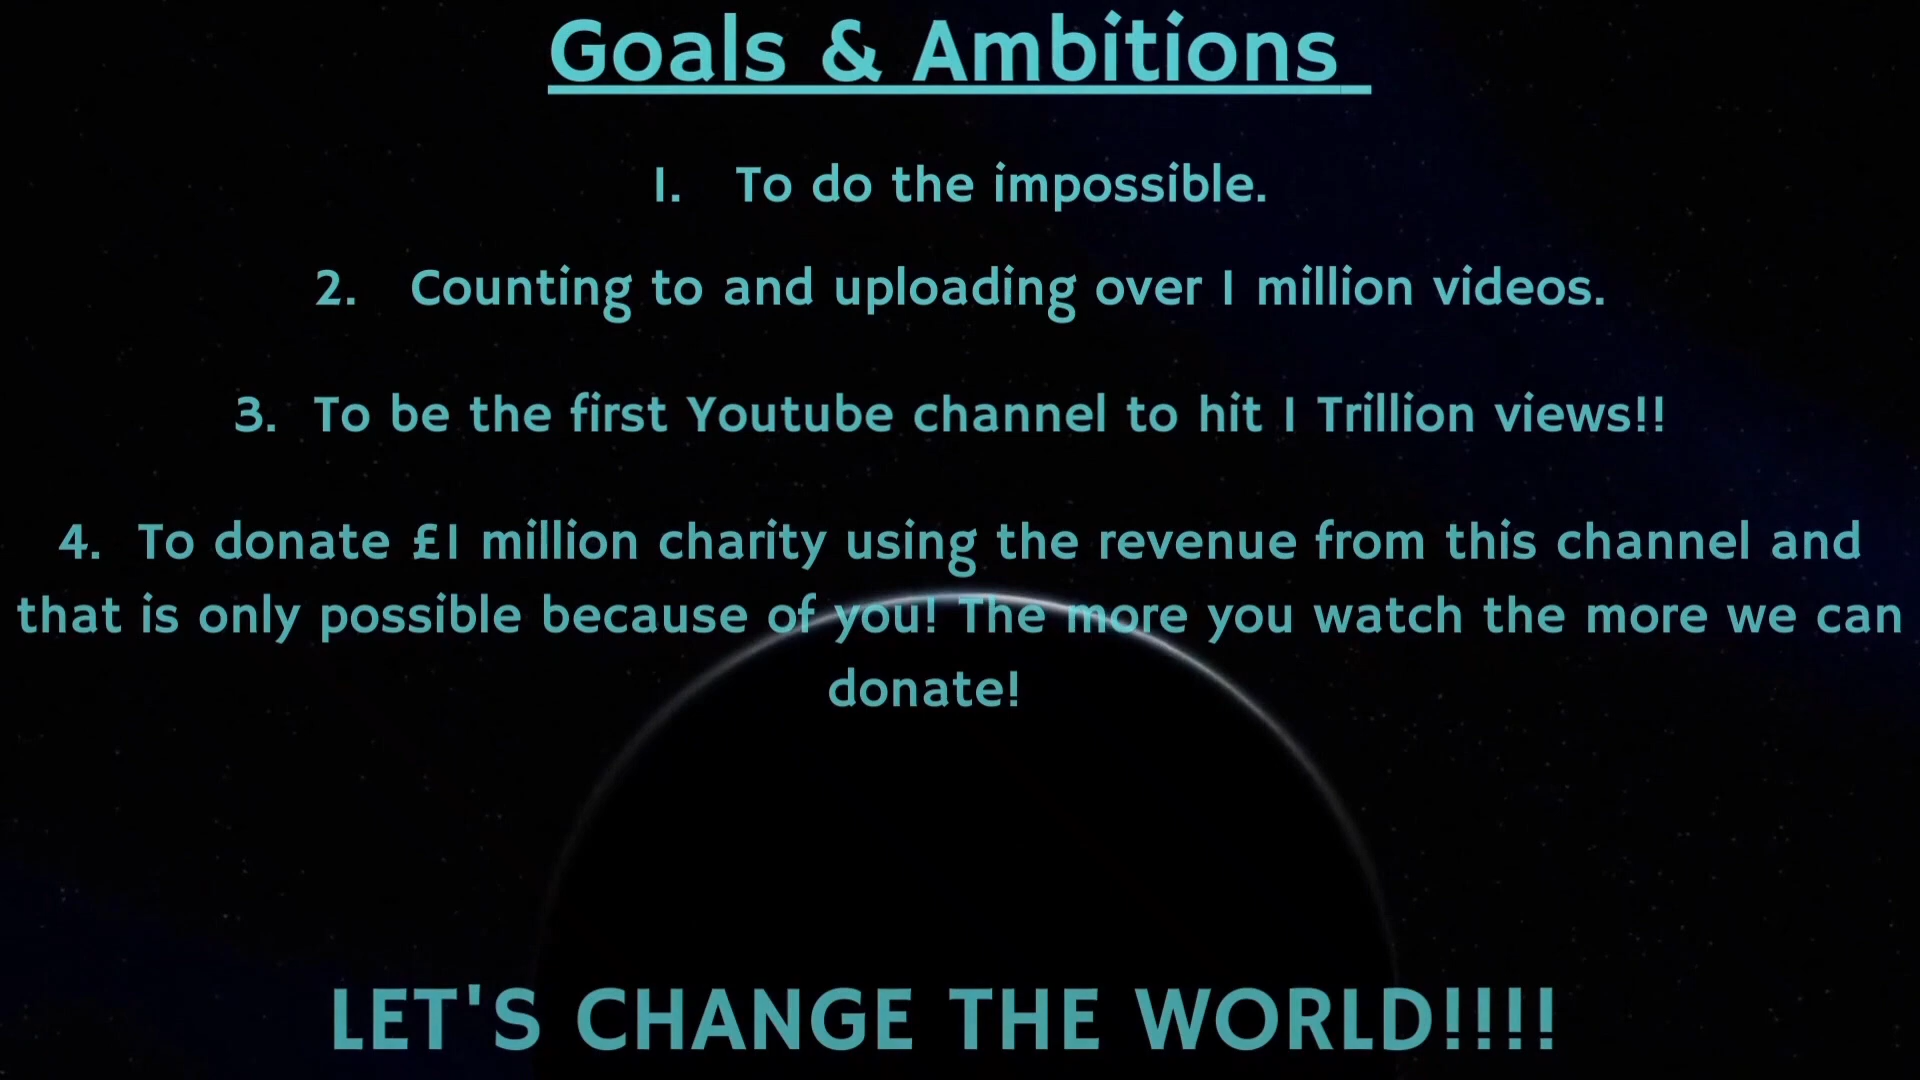 Goals & Ambitions
1. To do the impossible.
2. Counting to and uploading over 1 million videos.
3. To be the first Youtube channel to hit 1 Trillion views!!
4. To donate £1 million charity using the revenue from this channel and
that is only possible because of you! The more you watch the more we can
donate!
LET'S CHANGE THE WORLD!!!!